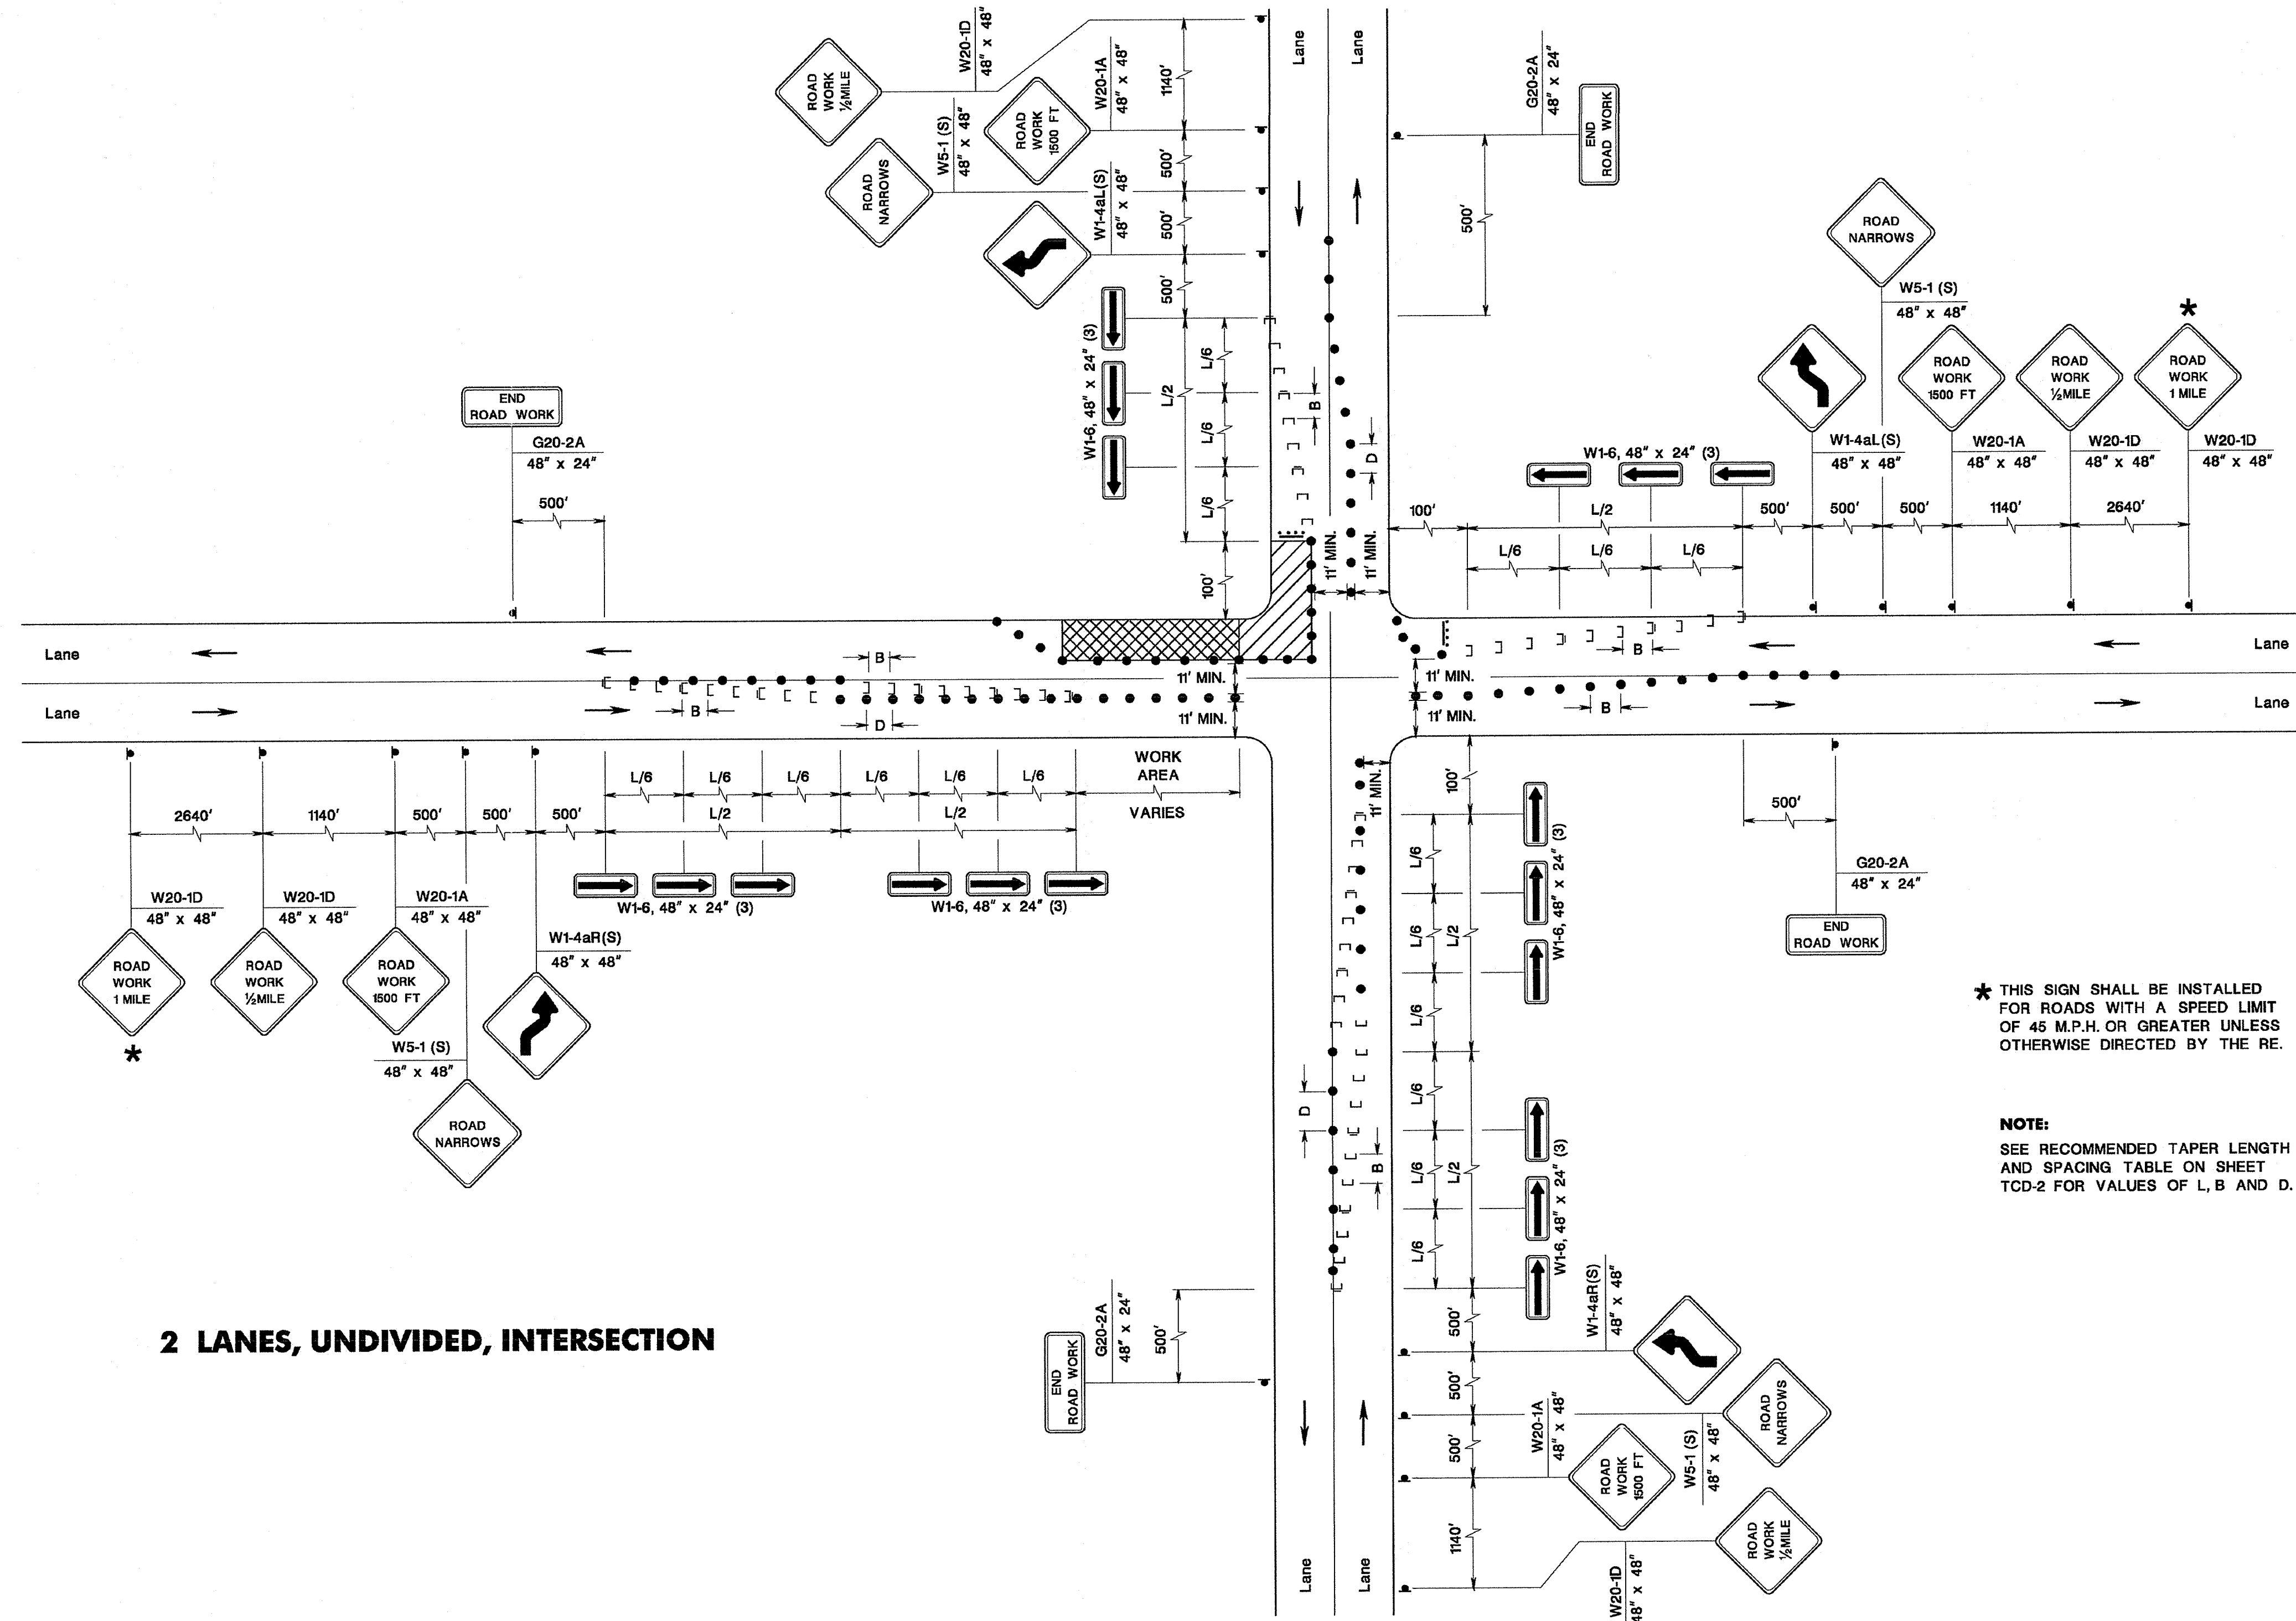 W20-1D
48" x 48"
ROAD
WORK
½MILE
W20-1A
48" x 48"
ROAD
WORK
1500 FT
W5-1 (S)
48" x 48"
ROAD
NARROWS
W1-4aL(S)
48" x 48"
1140'
500'
500'
500'
W1-6, 48" x 24" (3)
L/2
L/6
L/6
L/6
B
D
100'
11' MIN.
11' MIN.
Lane
Lane
G20-2A
48" x 24"
END
ROAD WORK
500'
ROAD
NARROWS
W5-1 (S)
48" x 48"
*
ROAD
WORK
1500 FT
ROAD
WORK
½MILE
ROAD
WORK
1 MILE
W1-4aL(S)
48" x 48"
W20-1A
48" x 48"
W20-1D
48" x 48"
W20-1D
48" x 48"
W1-6, 48" x 24" (3)
100'
L/2
500'
500'
500'
1140'
2640'
L/6
L/6
L/6
END
ROAD WORK
G20-2A
48" x 24"
500'
Lane
Lane
B
B
D
11' MIN.
11' MIN.
11' MIN.
11' MIN.
B
B
Lane
Lane
WORK
AREA
VARIES
L/6
L/6
L/6
L/6
L/6
L/6
2640'
1140'
500'
500'
500'
L/2
L/2
W1-6, 48" x 24" (3)
W1-6, 48" x 24" (3)
W20-1D
48" x 48"
W20-1D
48" x 48"
W20-1A
48" x 48"
W1-4aR(S)
48" x 48"
ROAD
WORK
1 MILE
ROAD
WORK
½MILE
ROAD
WORK
1500 FT
*
W5-1 (S)
48" x 48"
ROAD
NARROWS
11' MIN.
100'
L/6
L/6
L/6
L/2
W1-6, 48" x 24" (3)
D
B
L/6
L/6
L/6
L/2
W1-6, 48" x 24" (3)
500'
G20-2A
48" x 24"
END
ROAD WORK
* THIS SIGN SHALL BE INSTALLED
FOR ROADS WITH A SPEED LIMIT
OF 45 M.P.H. OR GREATER UNLESS
OTHERWISE DIRECTED BY THE RE.
NOTE:
SEE RECOMMENDED TAPER LENGTH
AND SPACING TABLE ON SHEET
TCD-2 FOR VALUES OF L, B AND D.
2 LANES, UNDIVIDED, INTERSECTION
G20-2A
48" x 24"
END
ROAD WORK
500'
500'
500'
500'
1140'
W1-4aR(S)
48" x 48"
W20-1A
48" x 48"
ROAD
WORK
1500 FT
W5-1 (S)
48" x 48"
ROAD
NARROWS
W20-1D
48" x 48"
ROAD
WORK
½MILE
Lane
Lane